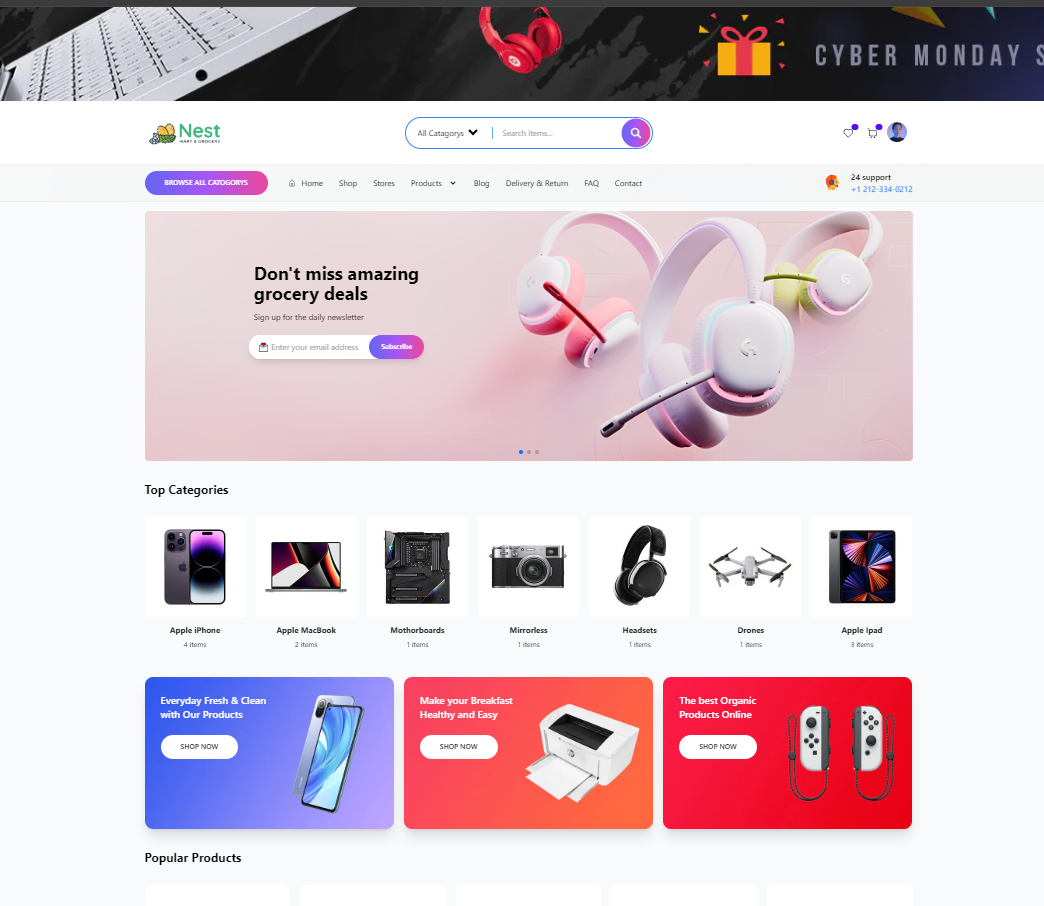 CYBER MONDAY S
Nest
MART & GROCERY
All Catagorys
Search items...
BROWSE ALL CATOGORYS
Home
Shop
Stores
Products
Blog
Delivery & Return
FAQ
Contact
24 support
+1 212-334-0212
Don't miss amazing
grocery deals
Sign up for the daily newsletter
Enter your email address
Subscribe
Top Categories
Apple iPhone
4 items
Apple MacBook
2 items
Mothorboards
1 items
Mirrorless
1 items
Headsets
1 items
Drones
1 items
Apple Ipad
3 items
Everyday Fresh & Clean
with Our Products
SHOP NOW
Make your Breakfast
Healthy and Easy
SHOP NOW
The best Organic
Products Online
SHOP NOW
Popular Products